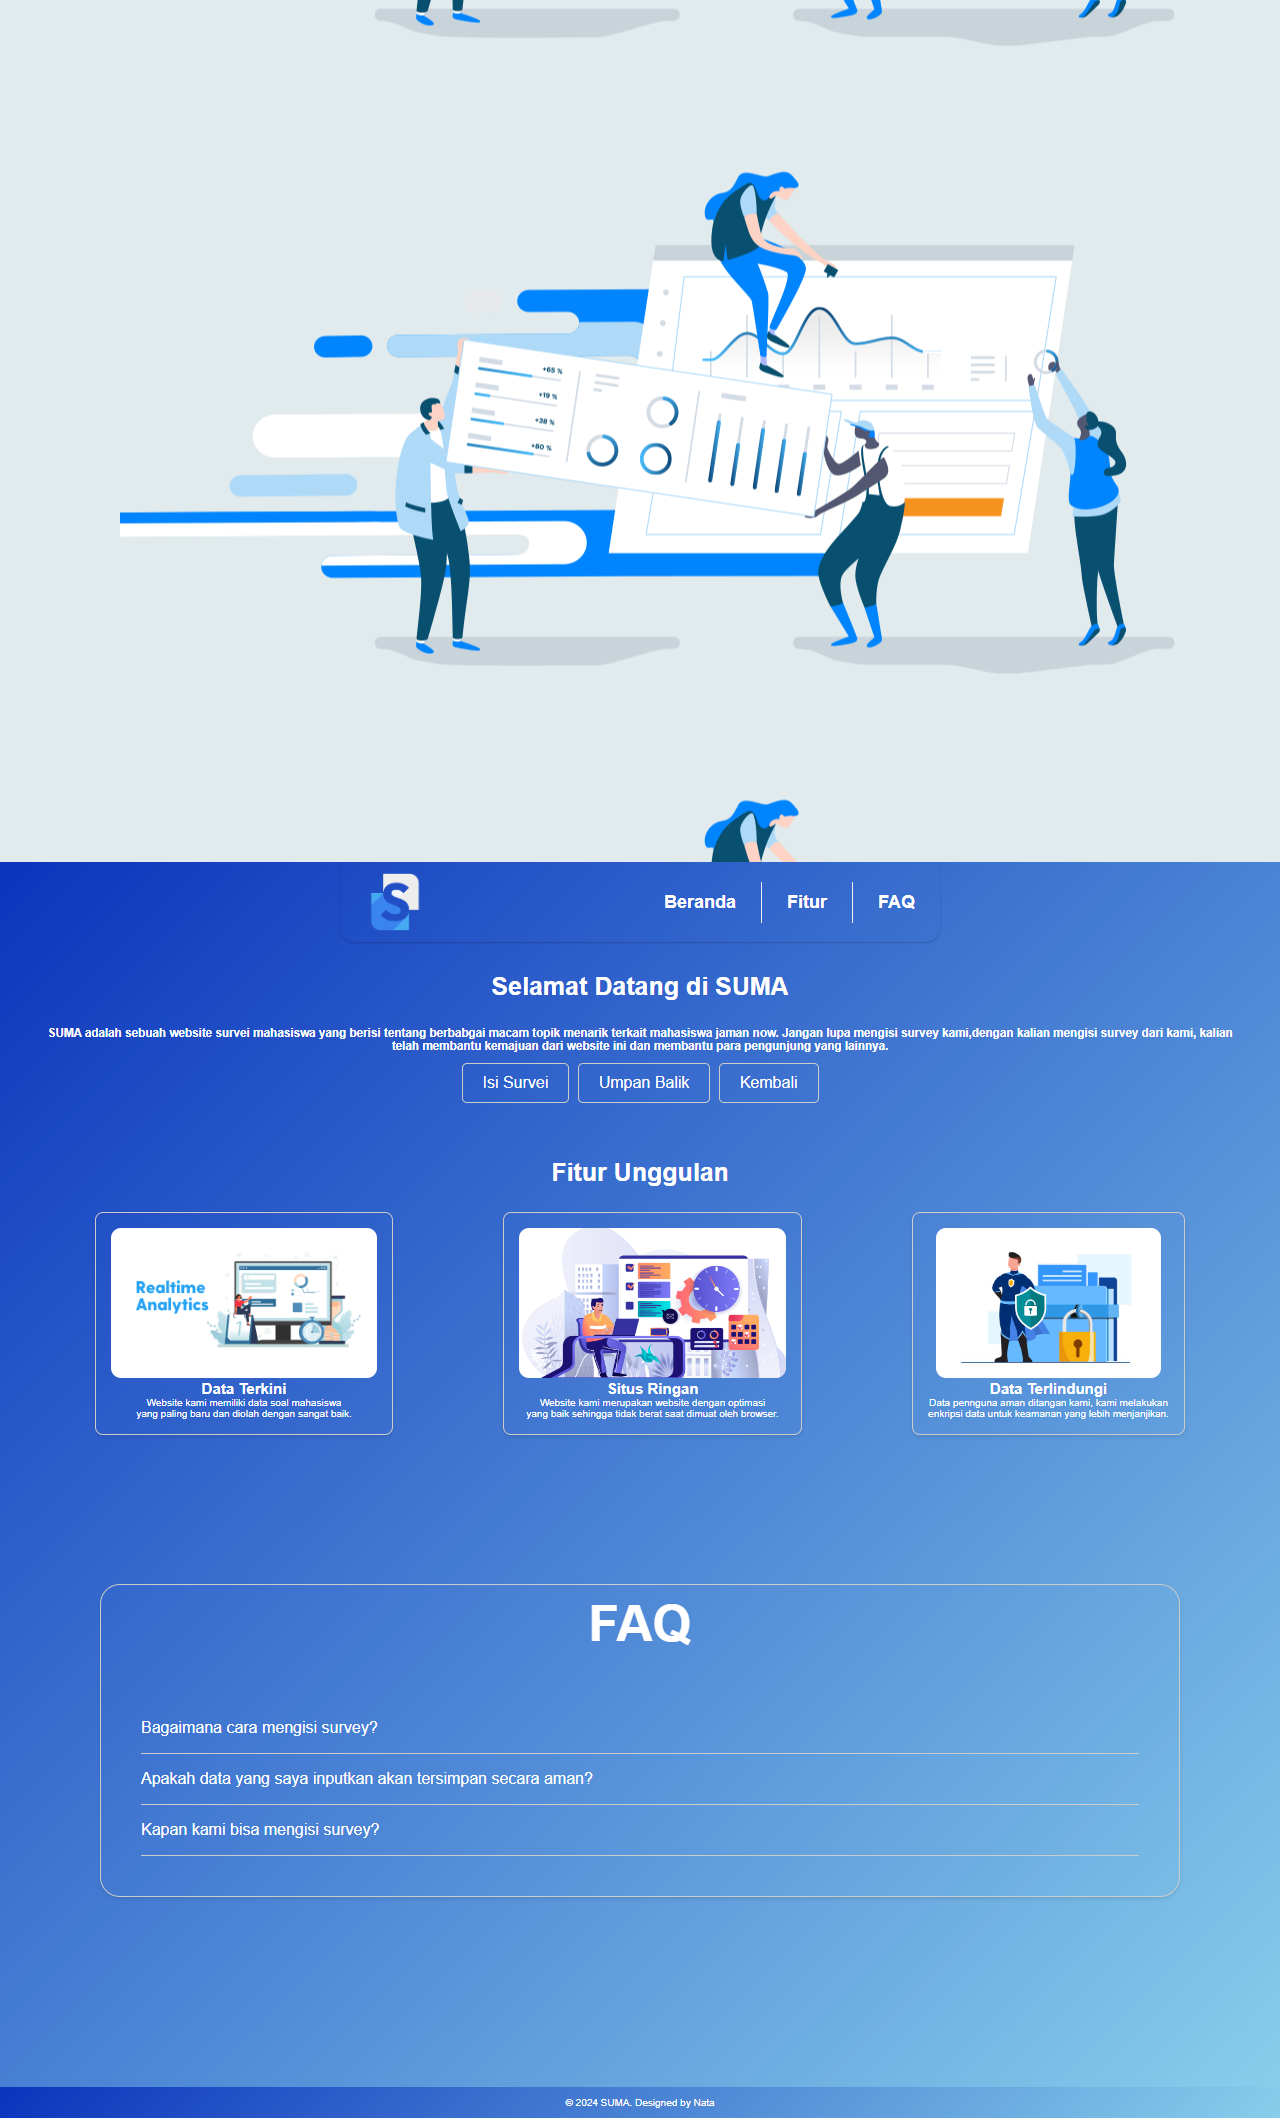 +65 %
+19 %
+38 %
+80 %
S
Beranda
Fitur
FAQ
Selamat Datang di SUMA
SUMA adalah sebuah website survei mahasiswa yang berisi tentang berbabgai macam topik menarik terkait mahasiswa jaman now. Jangan lupa mengisi survey kami,dengan kalian mengisi survey dari kami, kalian
telah membantu kemajuan dari website ini dan membantu para pengunjung yang lainnya.
Isi Survei
Umpan Balik
Kembali
Fitur Unggulan
Realtime
Analytics
Data Terkini
Website kami memiliki data soal mahasiswa
yang paling baru dan diolah dengan sangat baik.
Situs Ringan
Website kami merupakan website dengan optimasi
yang baik sehingga tidak berat saat dimuat oleh browser.
Data Terlindungi
Data pennguna aman ditangan kami, kami melakukan
enkripsi data untuk keamanan yang lebih menjanjikan.
FAQ
Bagaimana cara mengisi survey?
Apakah data yang saya inputkan akan tersimpan secara aman?
Kapan kami bisa mengisi survey?
© 2024 SUMA. Designed by Nata